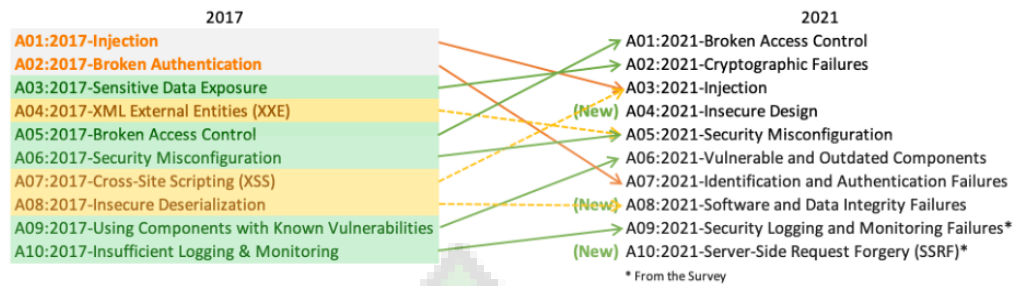 2017
A01:2017-Injection
A02:2017-Broken Authentication
A03:2017-Sensitive Data Exposure
A04:2017-XML External Entities (XXE)
A05:2017-Broken Access Control
A06:2017-Security Misconfiguration
A07:2017-Cross-Site Scripting (XSS)
A08:2017-Insecure Deserialization
A09:2017-Using Components with Known Vulnerabilities
A10:2017-Insufficient Logging & Monitoring
2021
A01:2021-Broken Access Control
A02:2021-Cryptographic Failures
A03:2021-Injection
(New) A04:2021-Insecure Design
A05:2021-Security Misconfiguration
A06:2021-Vulnerable and Outdated Components
A07:2021-Identification and Authentication Failures
(New) A08:2021-Software and Data Integrity Failures
A09:2021-Security Logging and Monitoring Failures*
(New) A10:2021-Server-Side Request Forgery (SSRF)*
* From the Survey